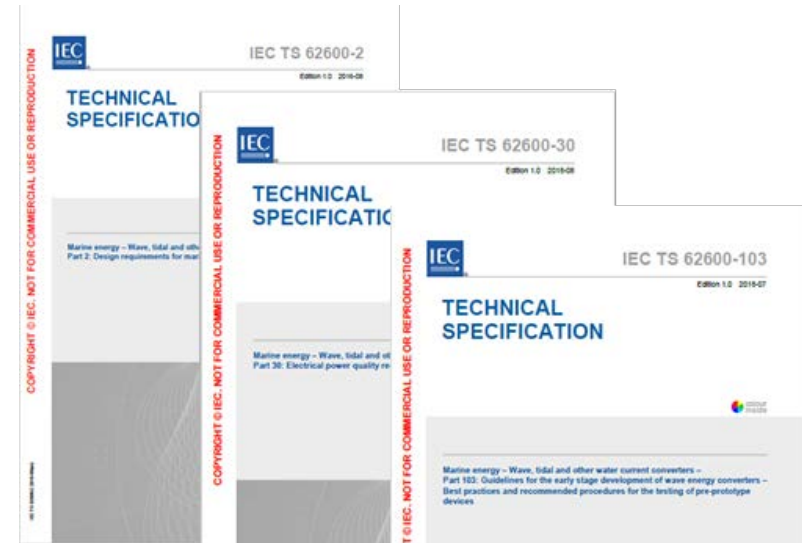 IEC
IEC TS 62600-2
Edition 1.0 2016-08
TECHNICAL
SPECIFICATIO
Marine energy – Wave, tidal and oth
Part 2: Design requirements for mar
COPYRIGHT © IEC. NOT FOR COMMERCIAL USE OR REPRODUCTION
IEC
IEC TS 62600-30
Edition 1.0 2018-08
TECHNICAL
SPECIFICATIO
Marine energy – Wave, tidal and ot
Part 30: Electrical power quality re
COPYRIGHT © IEC. NOT FOR COMMERCIAL USE OR REPRODUCTION
IEC
IEC TS 62600-103
Edition 1.0 2018-07
TECHNICAL
SPECIFICATION
colour
inside
Marine energy – Wave, tidal and other water current converters –
Part 103: Guidelines for the early stage development of wave energy converters –
Best practices and recommended procedures for the testing of pre-prototype
devices
T © IEC. NOT FOR COMMERCIAL USE OR REPRODUCTION